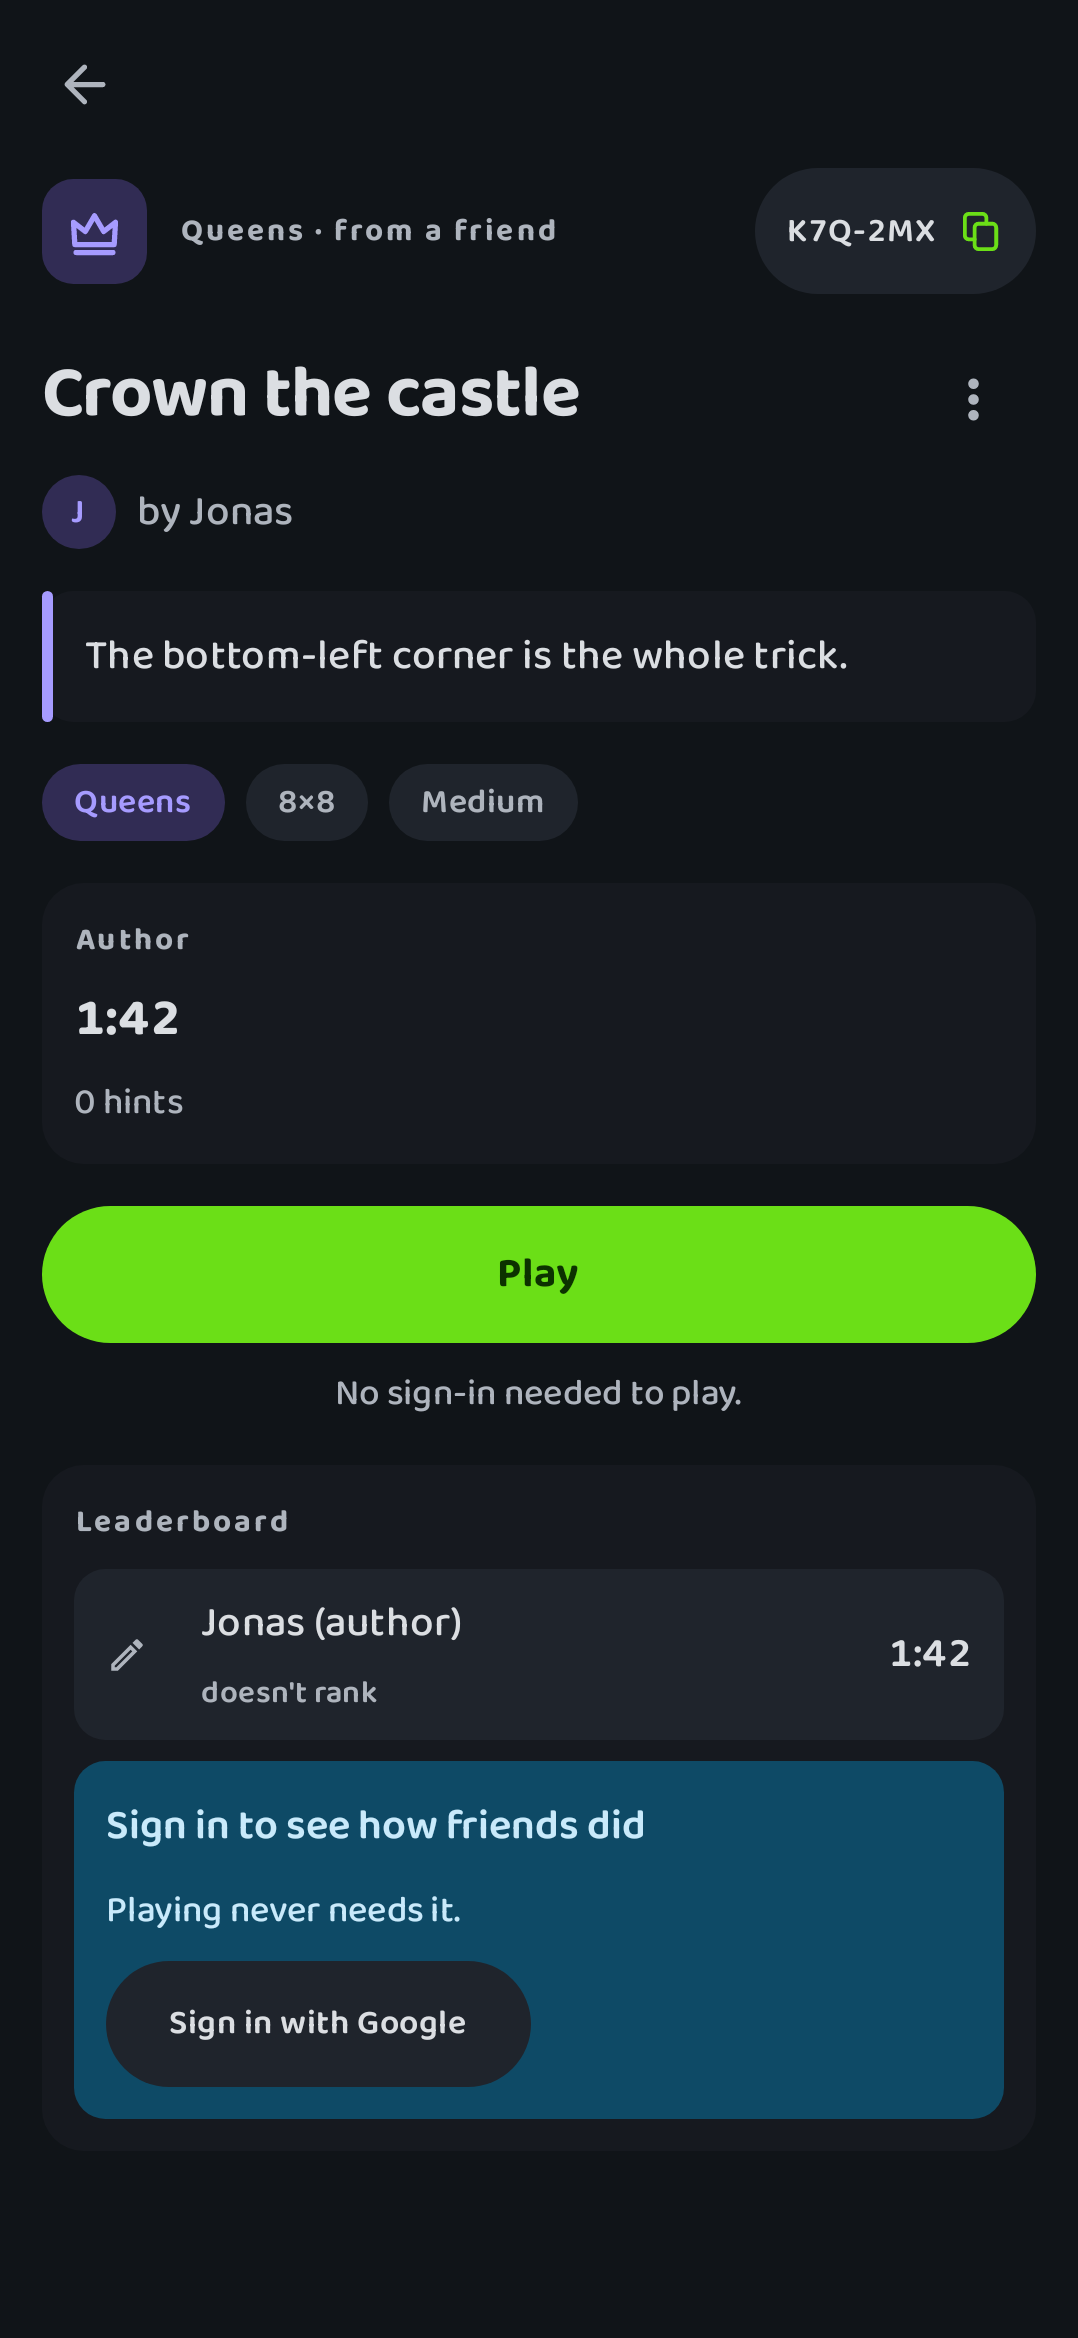 Queens · from a friend
K7Q-2MX
Crown the castle
J
by Jonas
The bottom-left corner is the whole trick.
Queens
8×8
Medium
Author
1:42
0 hints
Play
No sign-in needed to play.
Leaderboard
Jonas (author)
doesn't rank
1:42
Sign in to see how friends did
Playing never needs it.
Sign in with Google